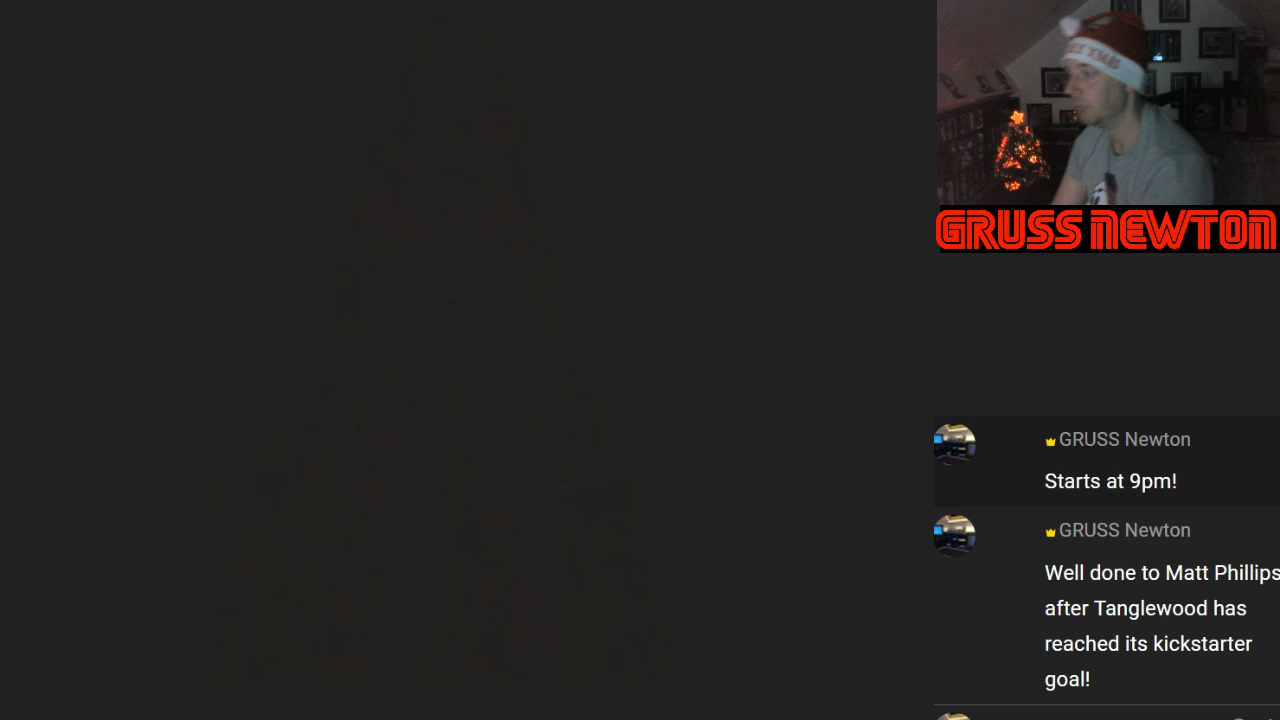 GRUSS NEWTON
GRUSS Newton
Starts at 9pm!
GRUSS Newton
Well done to Matt Phillips
after Tanglewood has
reached its kickstarter
goal!